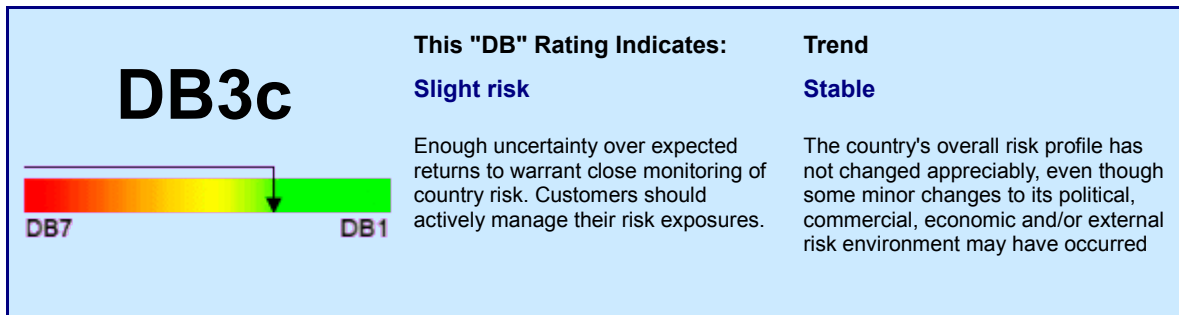 DB3c
DB7
DB1
This "DB" Rating Indicates:
Slight risk
Enough uncertainty over expected
returns to warrant close monitoring of
country risk. Customers should
actively manage their risk exposures.
Trend
Stable
The country's overall risk profile has
not changed appreciably, even though
some minor changes to its political,
commercial, economic and/or external
risk environment may have occurred